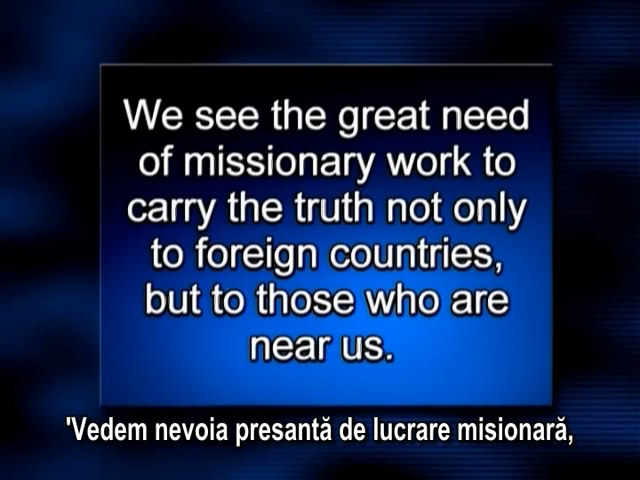 We see the great need
of missionary work to
carry the truth not only
to foreign countries,
but to those who are
near us.
'Vedem nevoia presantă de lucrare misionară,